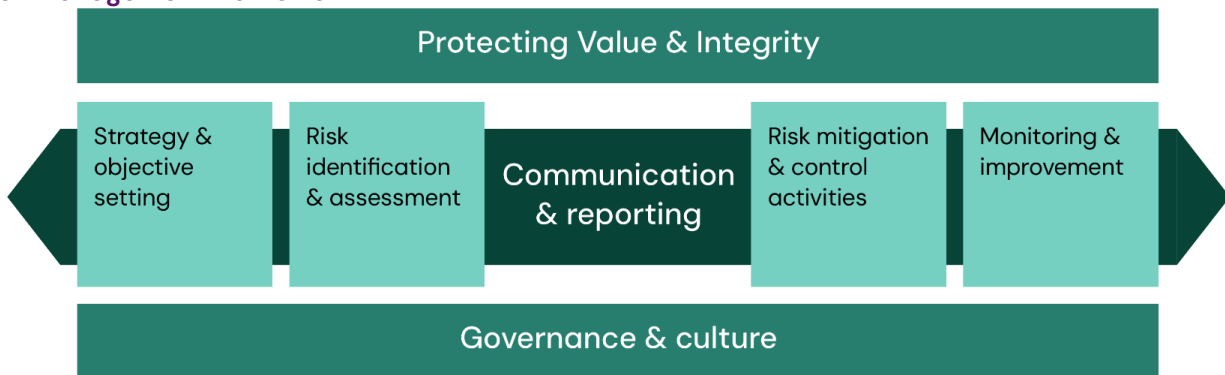 Protecting Value & Integrity
Strategy &
objective
setting
Risk
identification
& assessment
Communication
& reporting
Risk mitigation
& control
activities
Monitoring &
improvement
Governance & culture